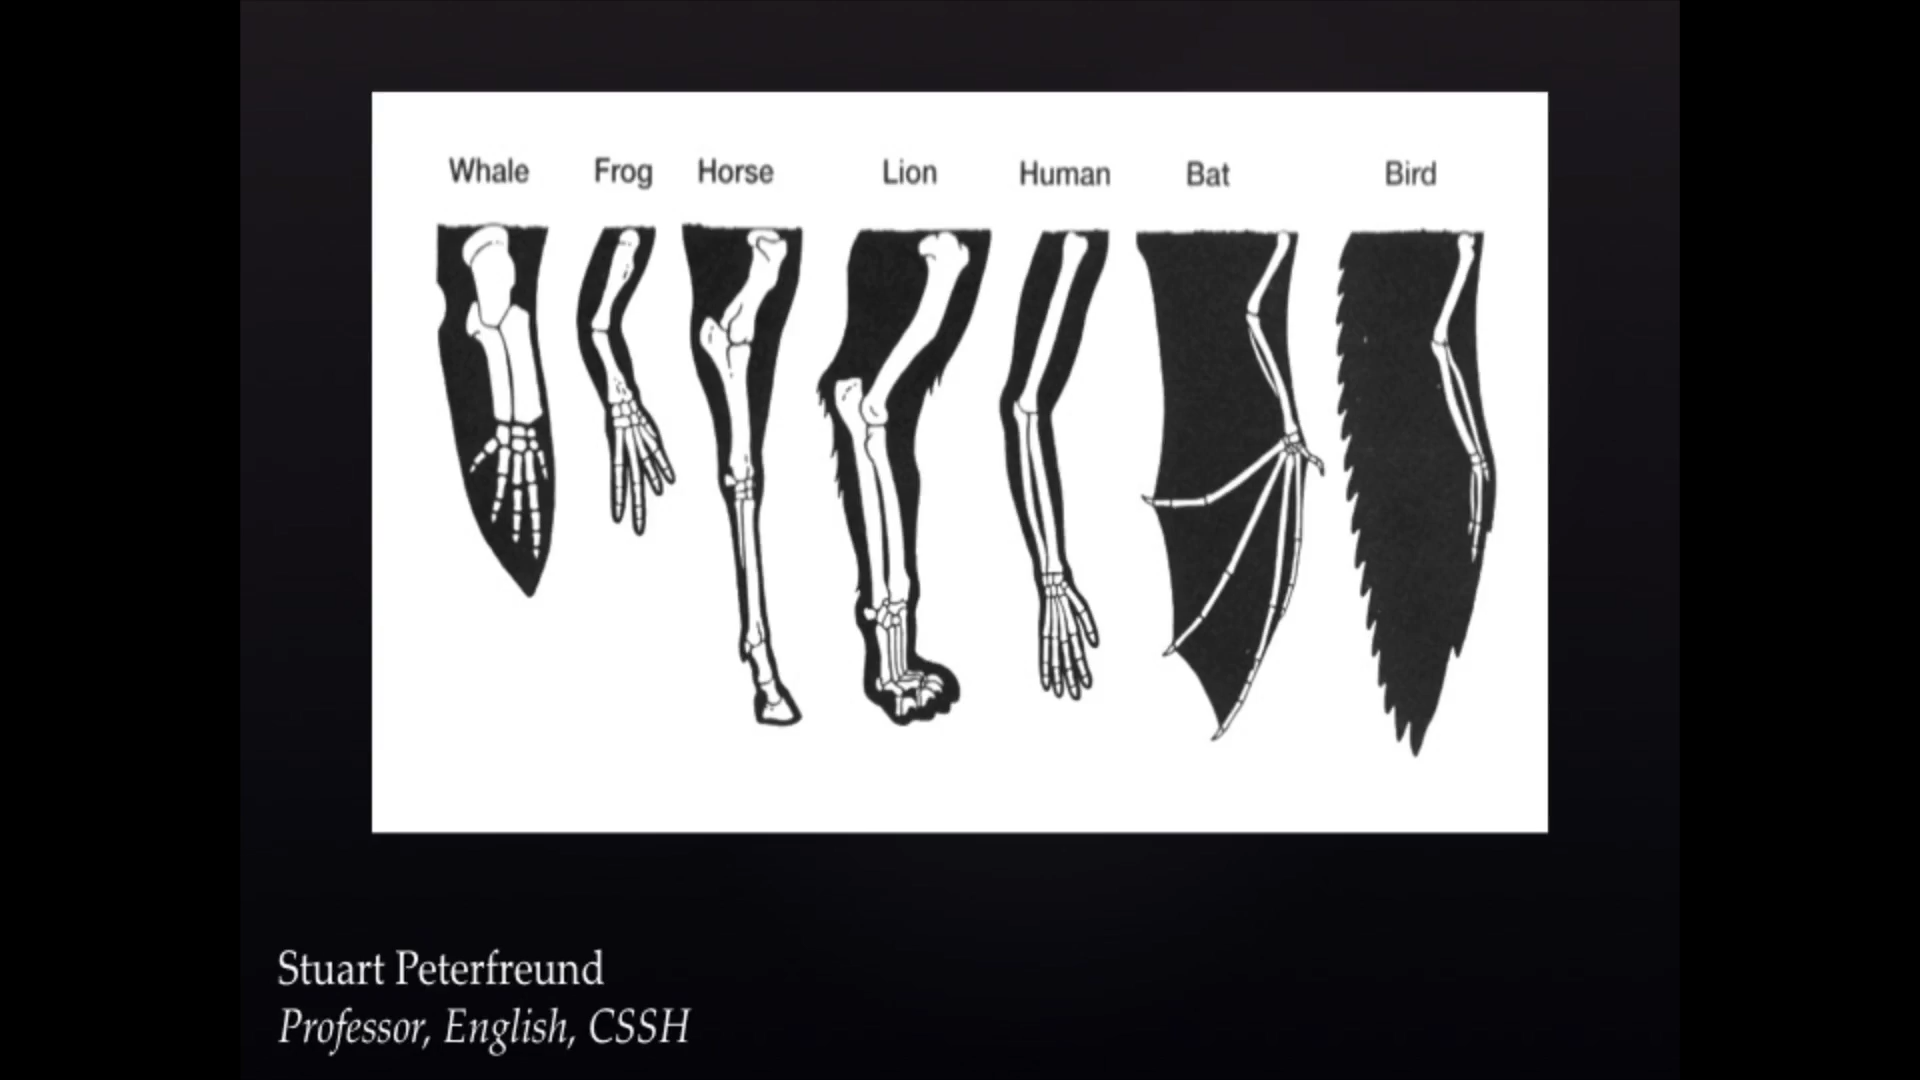 Whale Frog Horse Lion Human Bat Bird
Stuart Peterfreund
Professor, English, CSSH